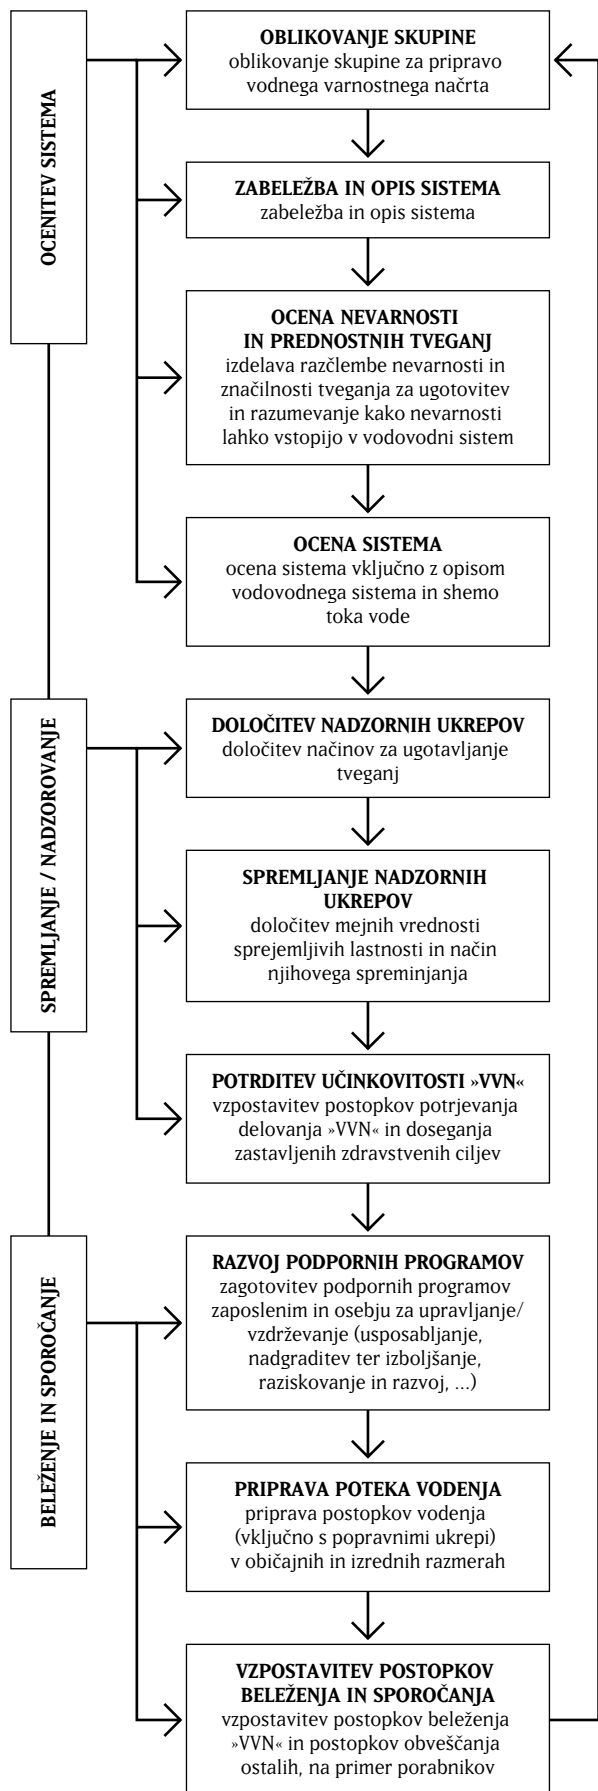 OCENITEV SISTEMA
OBLIKOVANJE SKUPINE
oblikovanje skupine za pripravo
vodnega varnostnega načrta
ZABELEŽBA IN OPIS SISTEMA
zabeležba in opis sistema
OCENA NEVARNOSTI
IN PREDNOSTNIH TVEGANJ
izdelava razčlembe nevarnosti in
značilnosti tveganja za ugotovitev
in razumevanje kako nevarnosti
lahko vstopijo v vodovodni sistem
OCENA SISTEMA
ocena sistema vključno z opisom
vodovodnega sistema in shemo
toka vode
SPREMLJANJE / NADZOROVANJE
DOLOČITEV NADZORNIH UKREPOV
določitev načinov za ugotavljanje
tveganj
SPREMLJANJE NADZORNIH
UKREPOV
določitev mejnih vrednosti
sprejemljivih lastnosti in način
njihovega spreminjanja
POTRDITEV UČINKOVITOSTI »VVN«
vzpostavitev postopkov potrjevanja
delovanja »VVN« in doseganja
zastavljenih zdravstvenih ciljev
BELEŽENJE IN SPOROČANJE
RAZVOJ PODPORNIH PROGRAMOV
zagotovitev podpornih programov
zaposlenim in osebju za upravljanje/
vzdrževanje (usposabljanje,
nadgraditev ter izboljšanje,
raziskovanje in razvoj, ...)
PRIPRAVA POTEKA VODENJA
priprava postopkov vodenja
(vključno s popravnimi ukrepi)
v običajnih in izrednih razmerah
VZPOSTAVITEV POSTOPKOV
BELEŽENJA IN SPOROČANJA
vzpostavitev postopkov beleženja
»VVN« in postopkov obveščanja
ostalih, na primer porabnikov